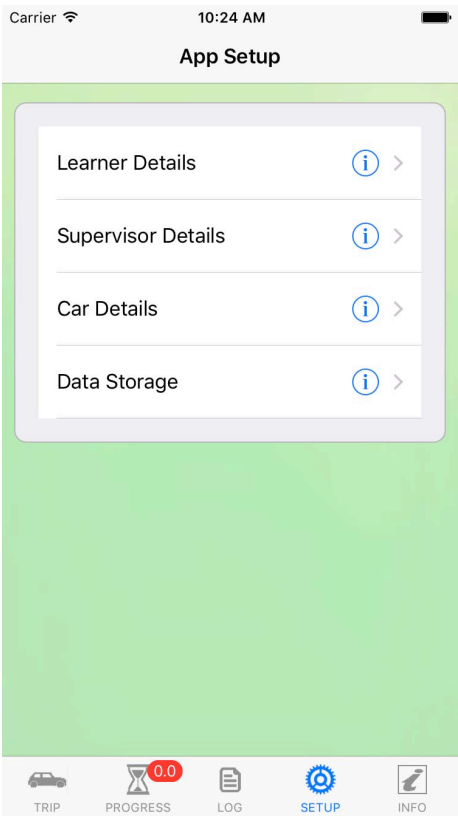 Carrier 10:24 AM
App Setup
Learner Details
Supervisor Details
Car Details
Data Storage
0.0
TRIP PROGRESS LOG SETUP INFO